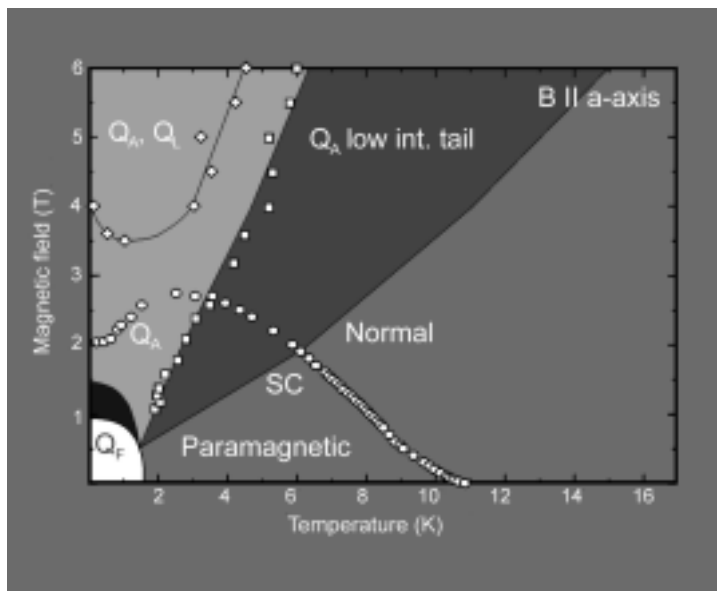 6
5
4
3
2
1
B II a-axis
Q_A, Q_L
Q_A low int. tail
Normal
Q_A
SC
Q_F
Paramagnetic
2 4 6 8 10 12 14 16
Temperature (K)
Magnetic field (T)